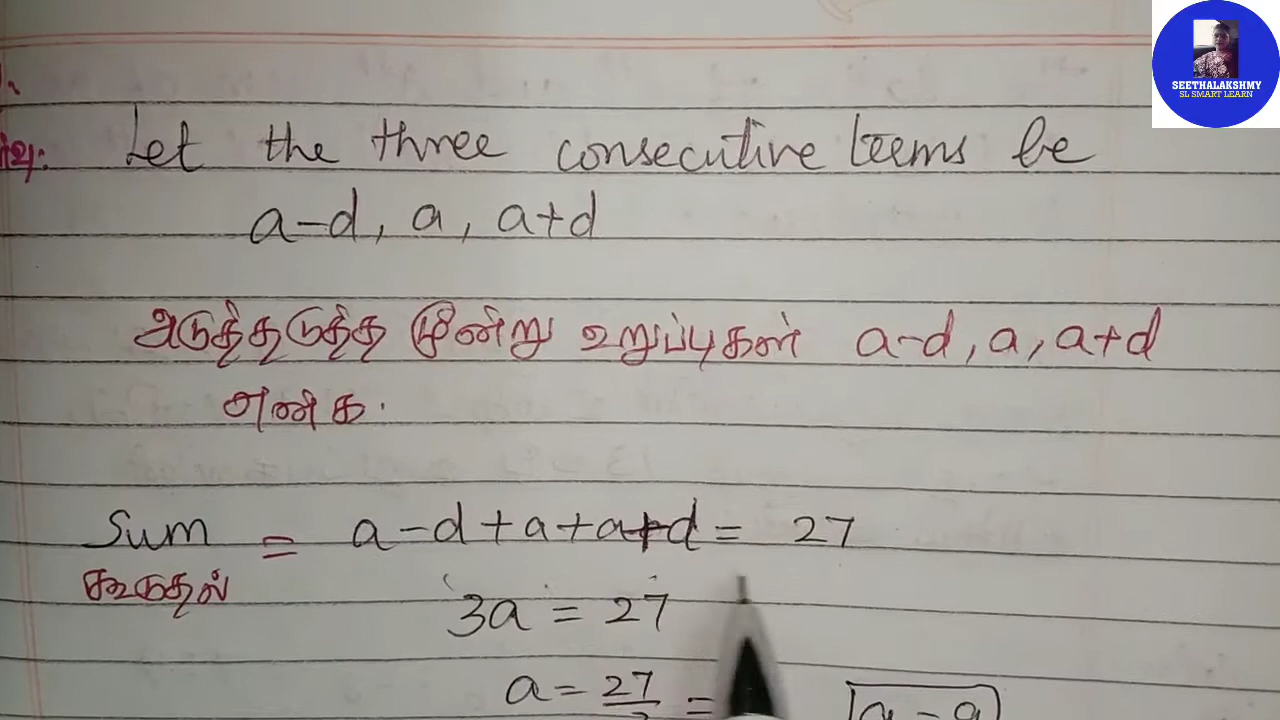 SEETHALAKSHMY
SL SMART LEARN
Let the three consecutive terms be
a-d, a, a+d
அடுத்தடுத்த மூன்று உறுப்புகள் a-d, a, a+d
என்க.
Sum = a-d+a+a+d = 27
கூடுதல்
3a = 27
a = 27 =